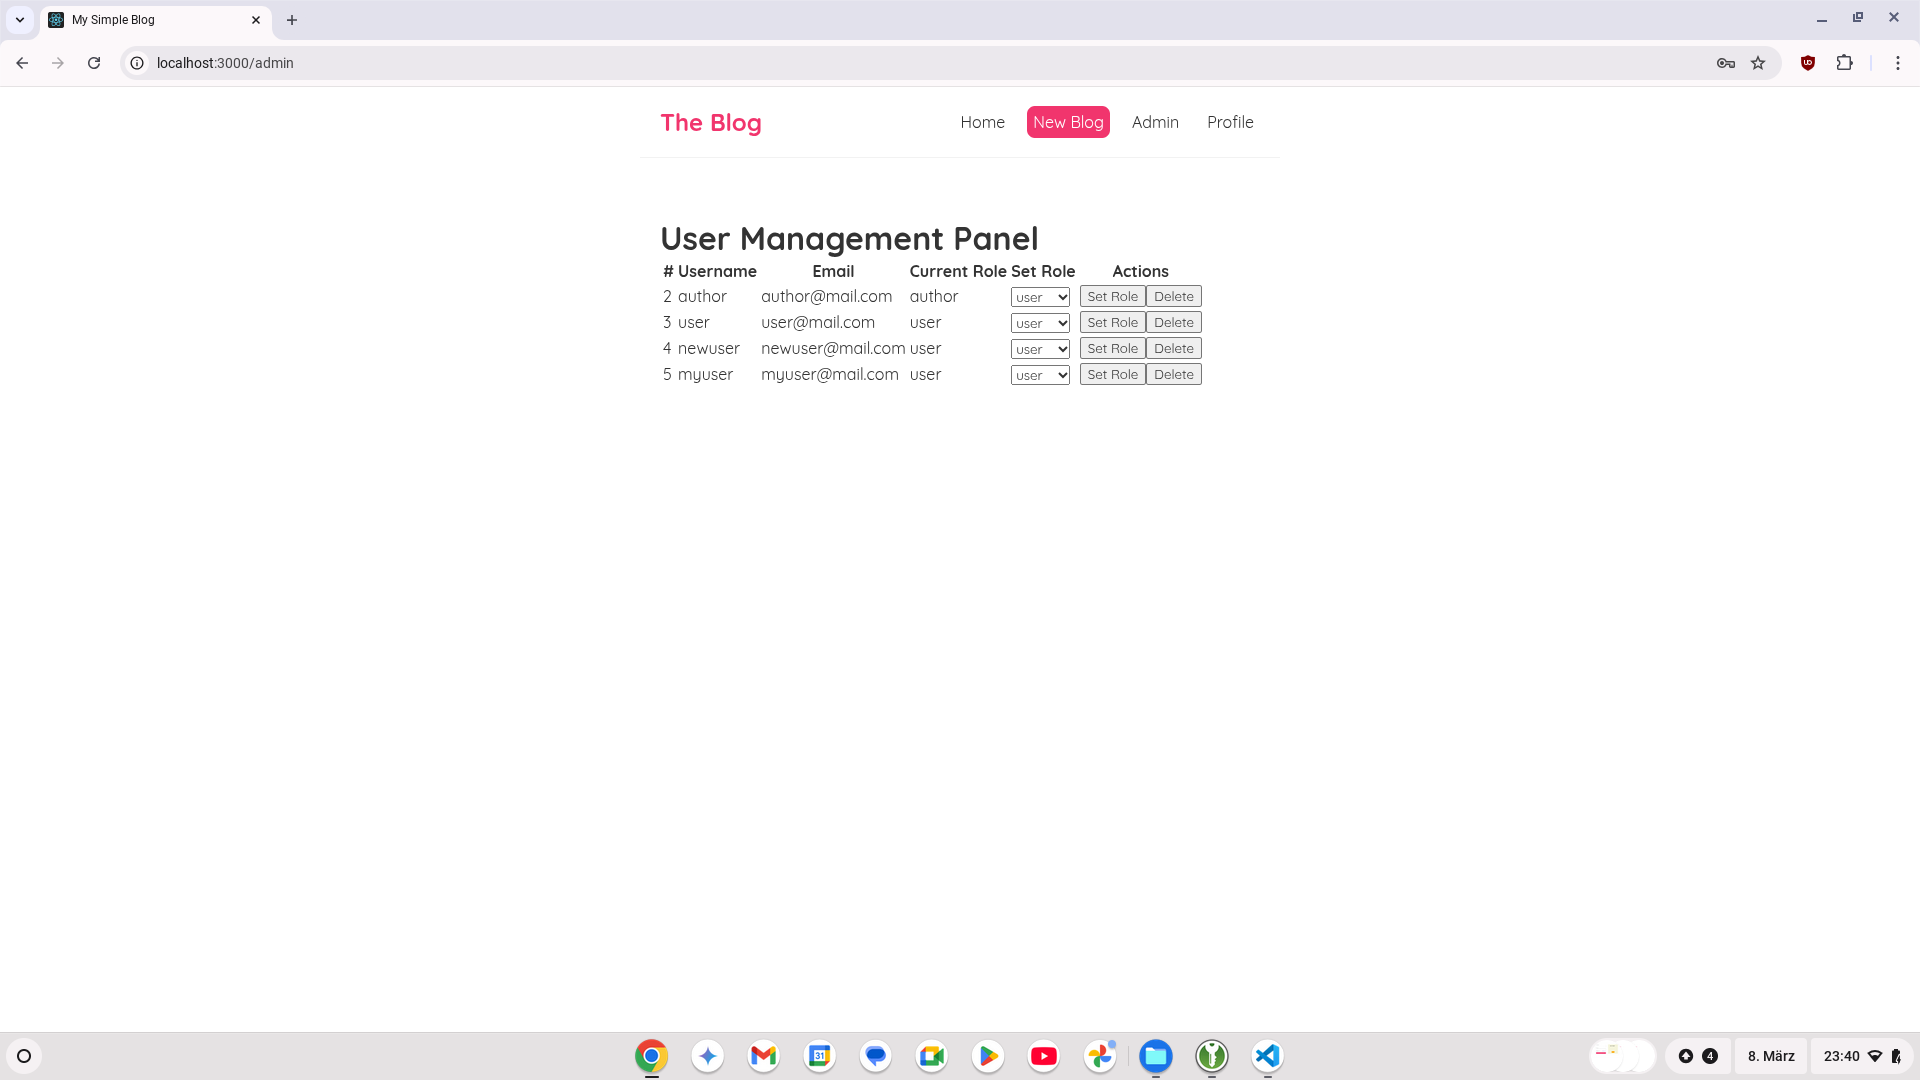 My Simple Blog
localhost:3000/admin
The Blog
Home New Blog Admin Profile
User Management Panel
# Username Email Current Role Set Role Actions
2 author author@mail.com author user Set Role Delete
3 user user@mail.com user user Set Role Delete
4 newuser newuser@mail.com user user Set Role Delete
5 myuser myuser@mail.com user user Set Role Delete
31
4 8. März 23:40